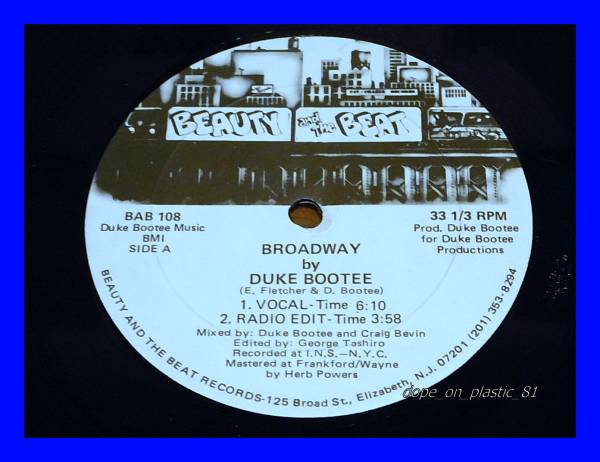 BEAUTY and The BEAT
BAB 108
Duke Bootee Music
BMI
SIDE A
33 1/3 RPM
Prod. Duke Bootee
for Duke Bootee
Productions
BROADWAY
by
DUKE BOOTEE
(E. Fletcher & D. Bootee)
1. VOCAL-Time 6:10
2. RADIO EDIT-Time 3:58
Mixed by: Duke Bootee and Craig Bevin
Edited by: George Tashiro
Recorded at I.N.S.-N.Y.C.
Mastered at Frankford/Wayne
by Herb Powers
BEAUTY AND THE BEAT RECORDS-125 Broad St., Elizabeth, N.J. 07201 (201) 353-8294
dope_on_plastic_81